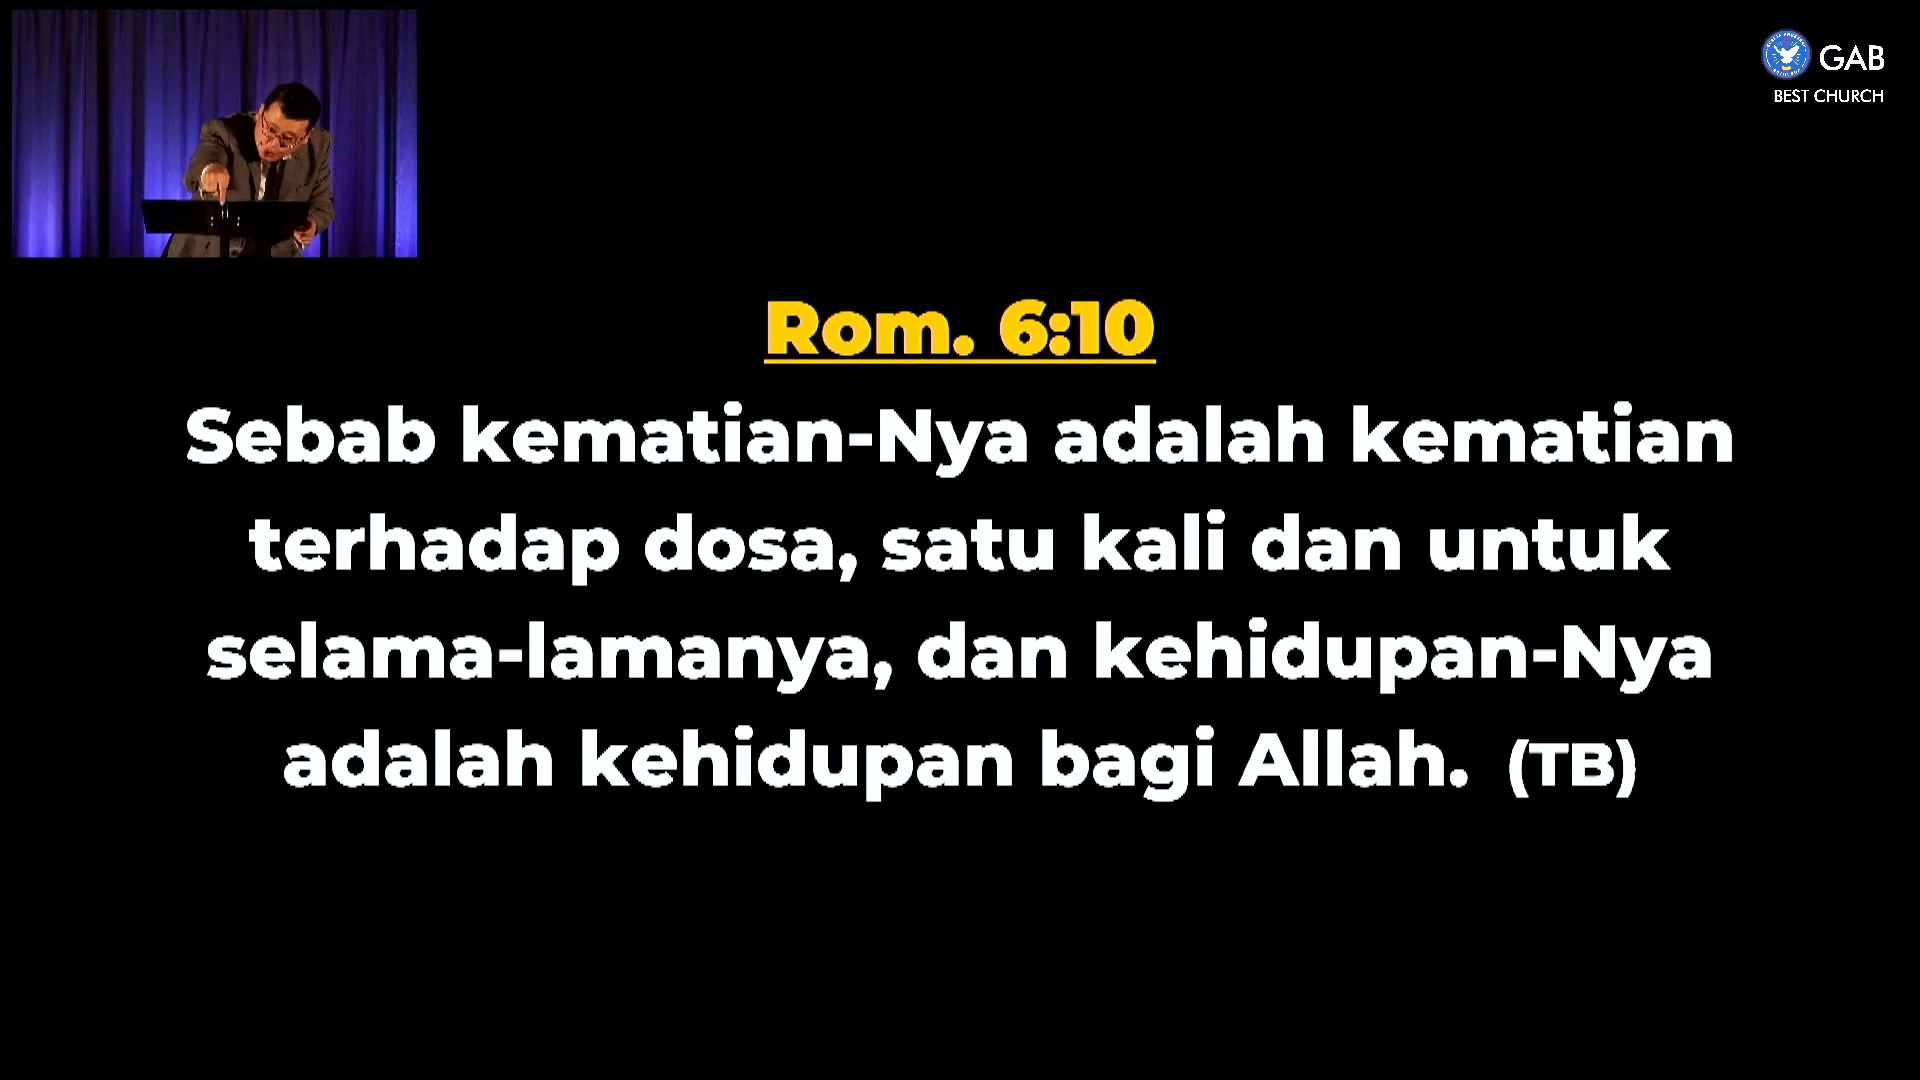 GAB
BEST CHURCH
Rom. 6:10
Sebab kematian-Nya adalah kematian
terhadap dosa, satu kali dan untuk
selama-lamanya, dan kehidupan-Nya
adalah kehidupan bagi Allah. (TB)